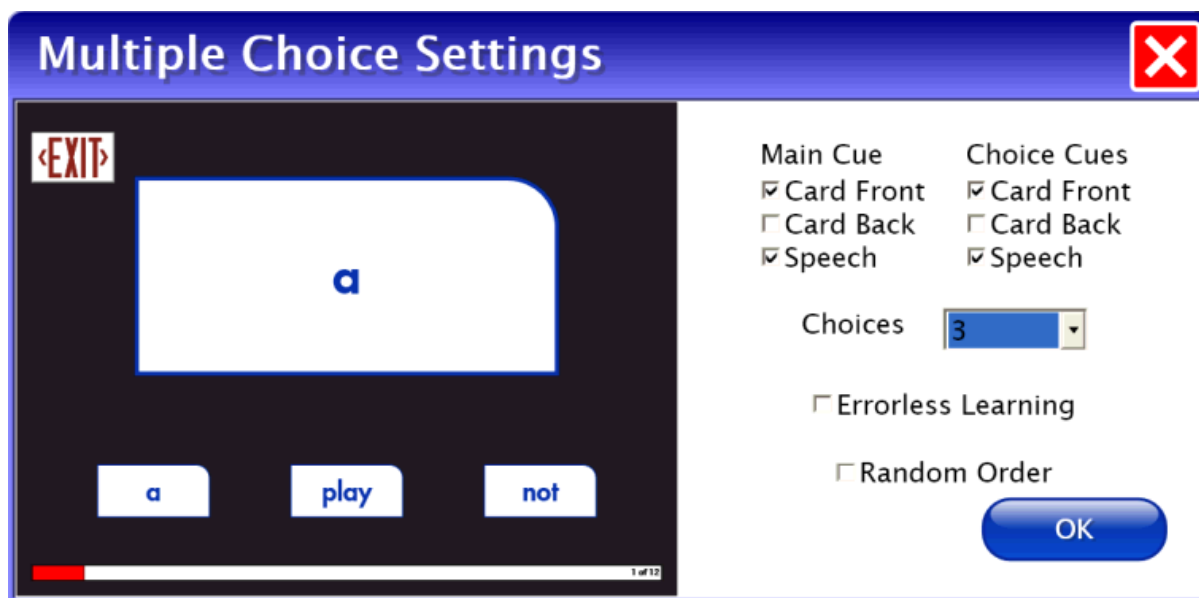 Multiple Choice Settings
<EXIT>
a
a play not
1 of 12
Main Cue Choice Cues
Card Front Card Front
Card Back Card Back
Speech Speech
Choices 3
Errorless Learning
Random Order
OK